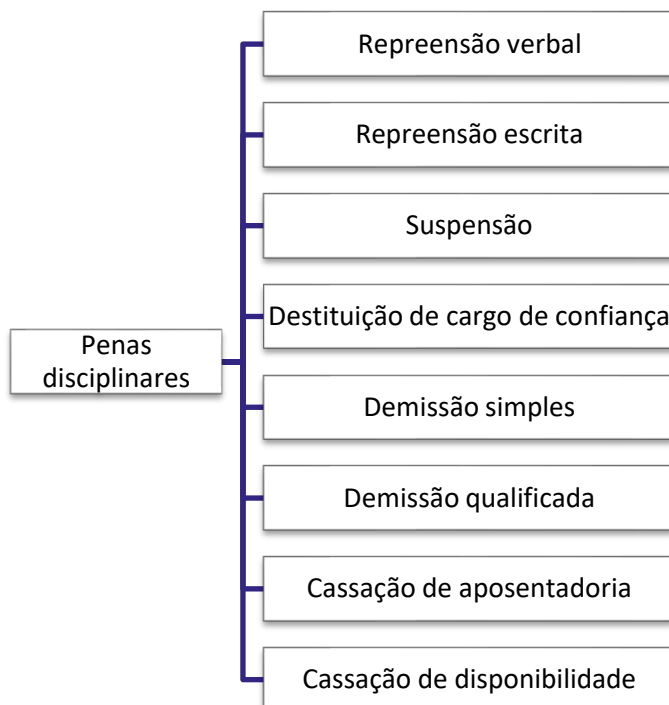 Penas
disciplinares
Repreensão verbal
Repreensão escrita
Suspensão
Destituição de cargo de confiança
Demissão simples
Demissão qualificada
Cassação de aposentadoria
Cassação de disponibilidade